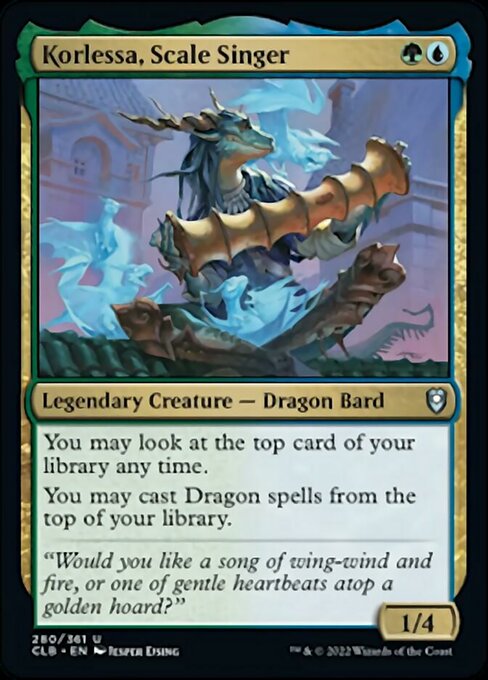 Korlessa, Scale Singer
Legendary Creature — Dragon Bard
You may look at the top card of your
library any time.
You may cast Dragon spells from the
top of your library.
“Would you like a song of wing-wind and
fire, or one of gentle heartbeats atop a
golden hoard?”
1/4
280/361 U
CLB • EN Jesper Ejsing
™ & © 2022 Wizards of the Coast